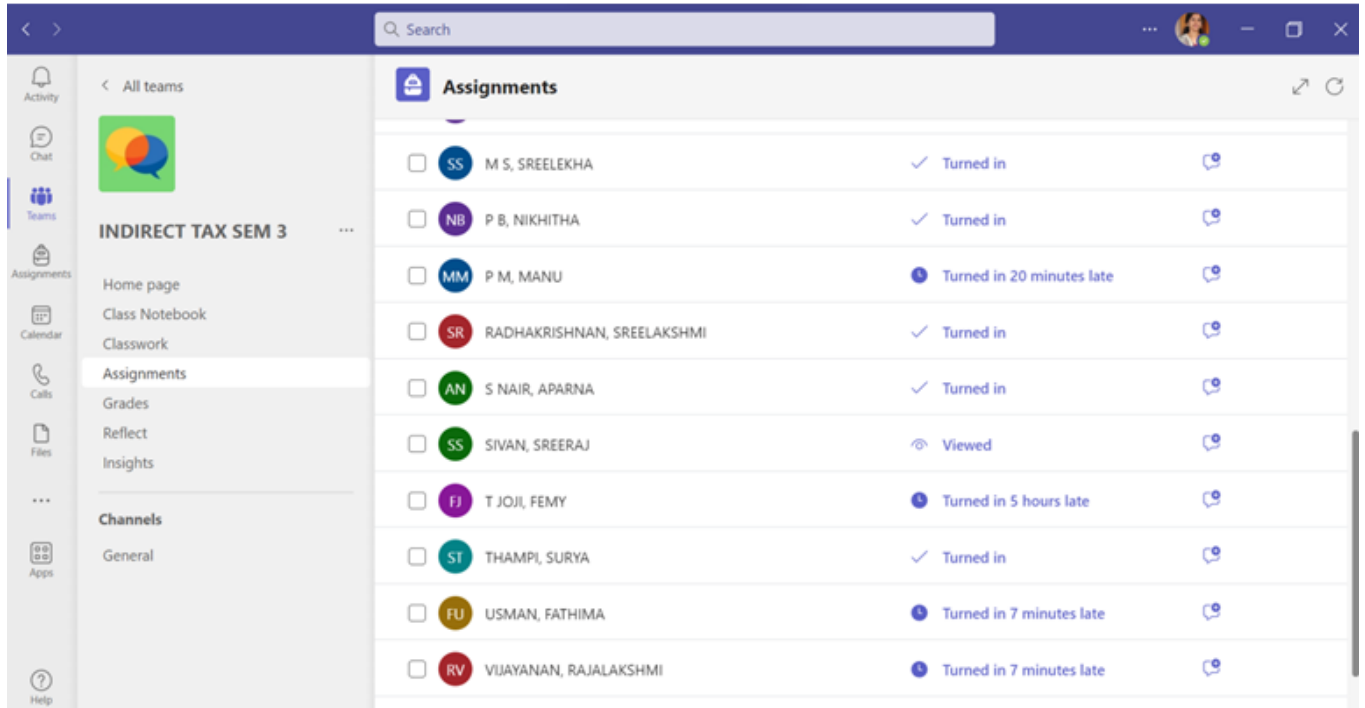 Search
Activity
Chat
Teams
Assignments
Calendar
Calls
Files
Apps
Help
All teams
INDIRECT TAX SEM 3
Home page
Class Notebook
Classwork
Assignments
Grades
Reflect
Insights
Channels
General
Assignments
SS M S, SREELEKHA Turned in
NB P B, NIKHITHA Turned in
MM P M, MANU Turned in 20 minutes late
SR RADHAKRISHNAN, SREELAKSHMI Turned in
AN S NAIR, APARNA Turned in
SS SIVAN, SREERAJ Viewed
FJ T JOJI, FEMY Turned in 5 hours late
ST THAMPI, SURYA Turned in
FU USMAN, FATHIMA Turned in 7 minutes late
RV VIJAYANAN, RAJALAKSHMI Turned in 7 minutes late